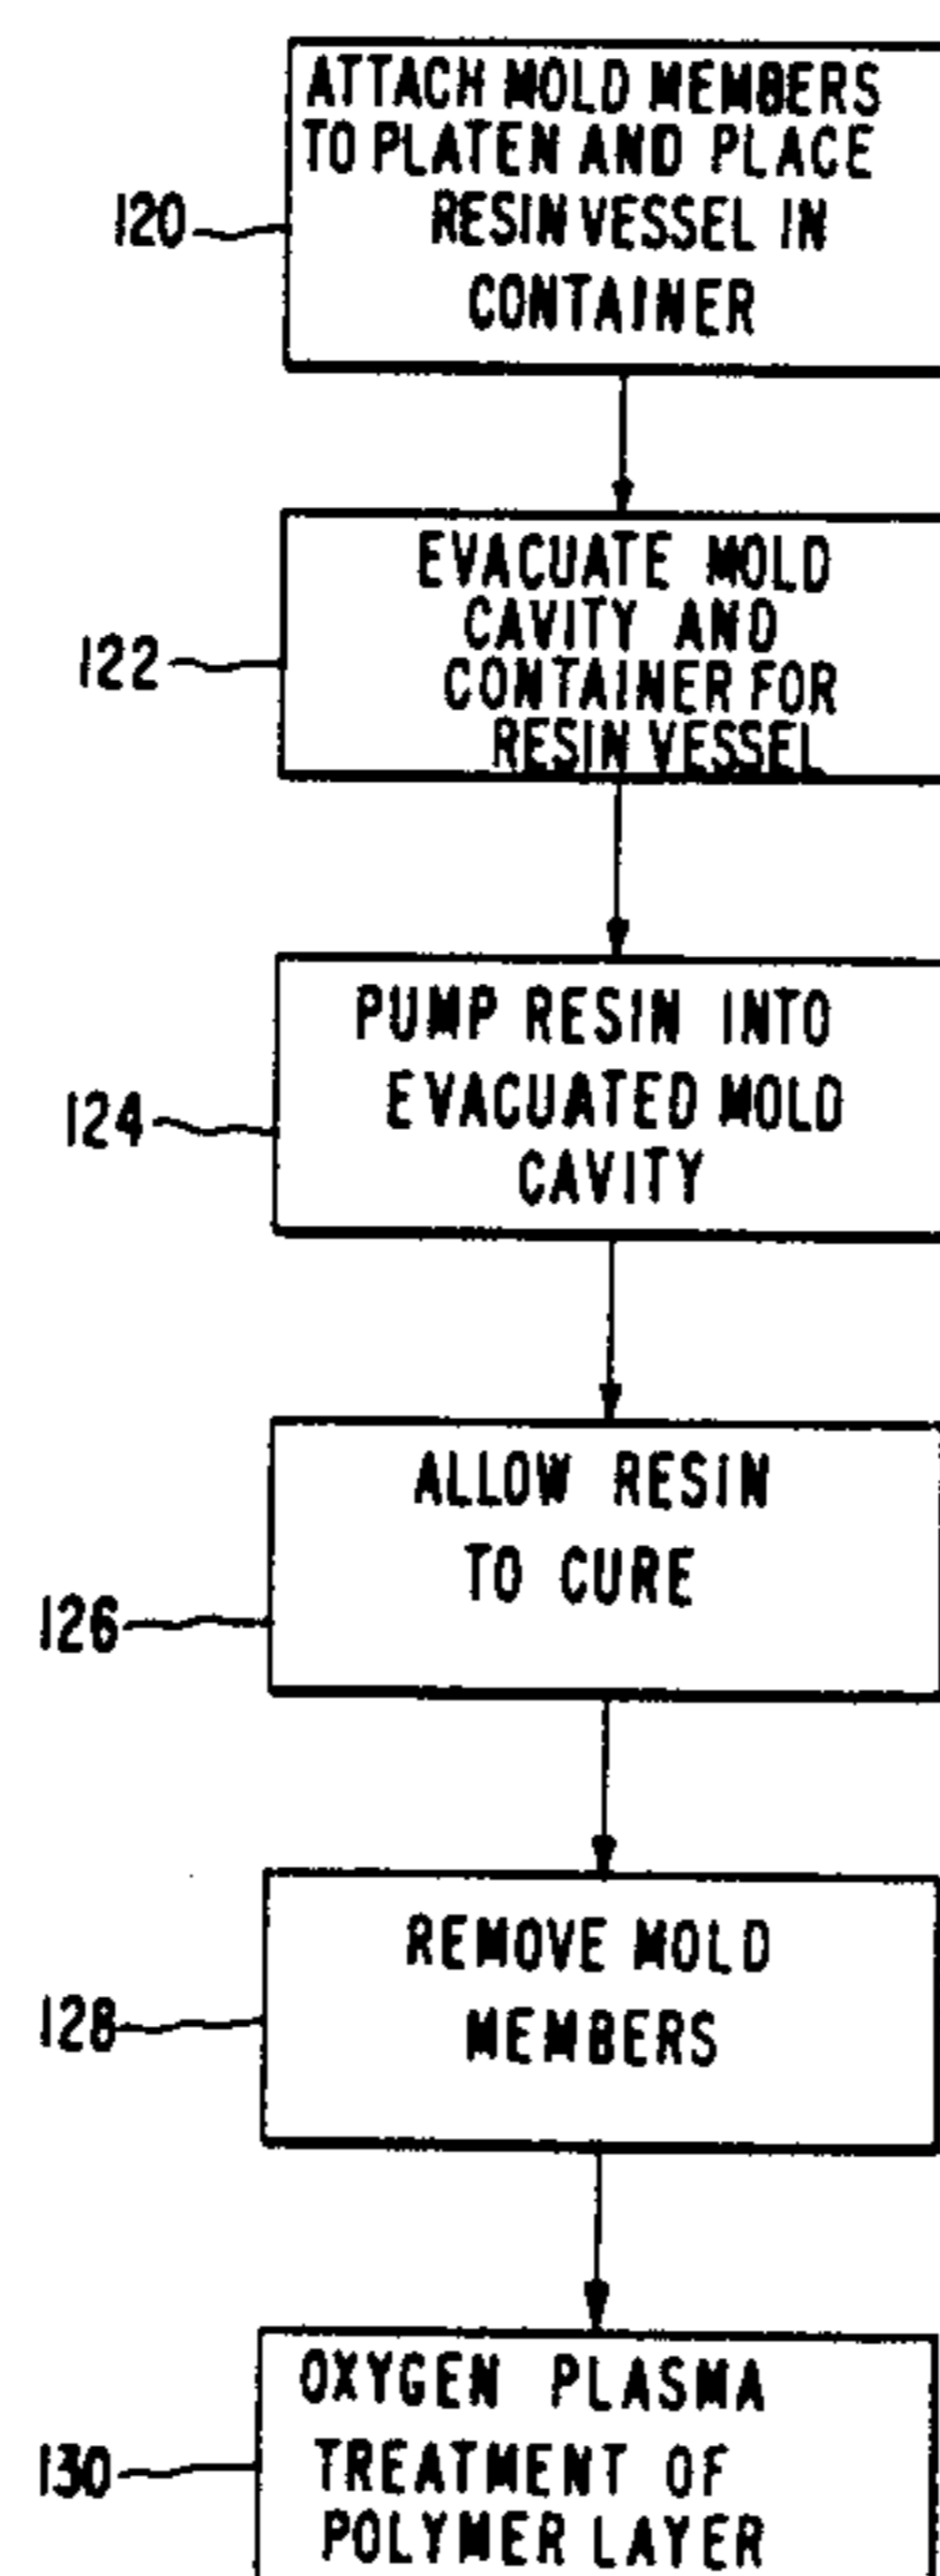 ATTACH MOLD MEMBERS
TO PLATEN AND PLACE
RESIN VESSEL IN
CONTAINER
120
EVACUATE MOLD
CAVITY AND
CONTAINER FOR
RESIN VESSEL
122
PUMP RESIN INTO
EVACUATED MOLD
CAVITY
124
ALLOW RESIN
TO CURE
126
REMOVE MOLD
MEMBERS
128
OXYGEN PLASMA
TREATMENT OF
POLYMER LAYER
130